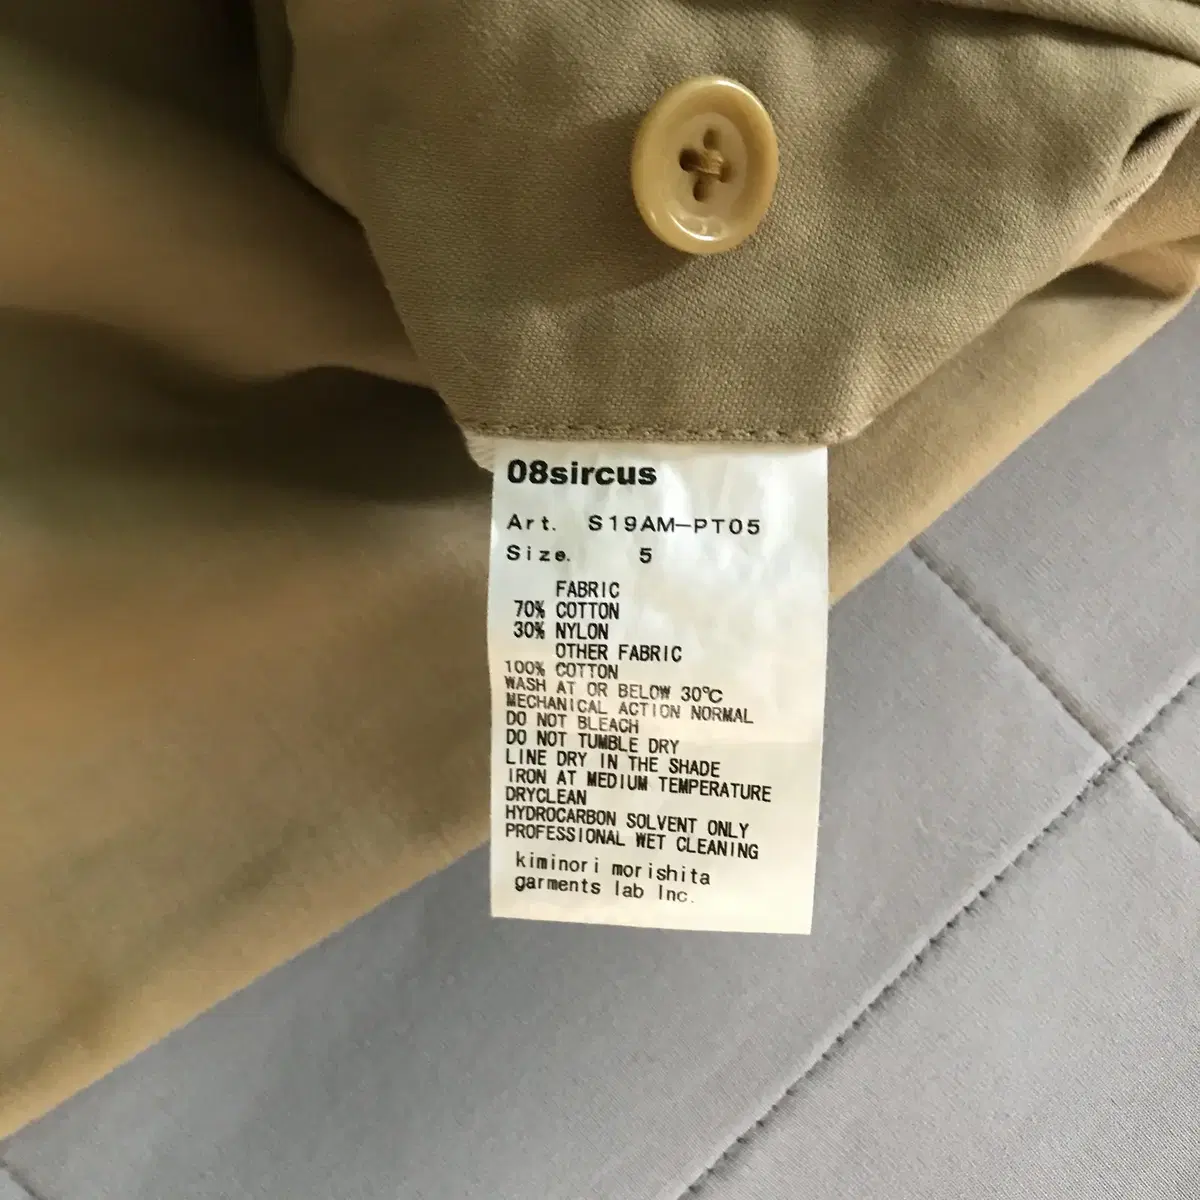 08sircus
Art. S19AM-PT05
Size. 5
FABRIC
70% COTTON
30% NYLON
OTHER FABRIC
100% COTTON
WASH AT OR BELOW 30℃
MECHANICAL ACTION NORMAL
DO NOT BLEACH
DO NOT TUMBLE DRY
LINE DRY IN THE SHADE
IRON AT MEDIUM TEMPERATURE
DRYCLEAN
HYDROCARBON SOLVENT ONLY
PROFESSIONAL WET CLEANING
kiminori morishita
garments lab Inc.